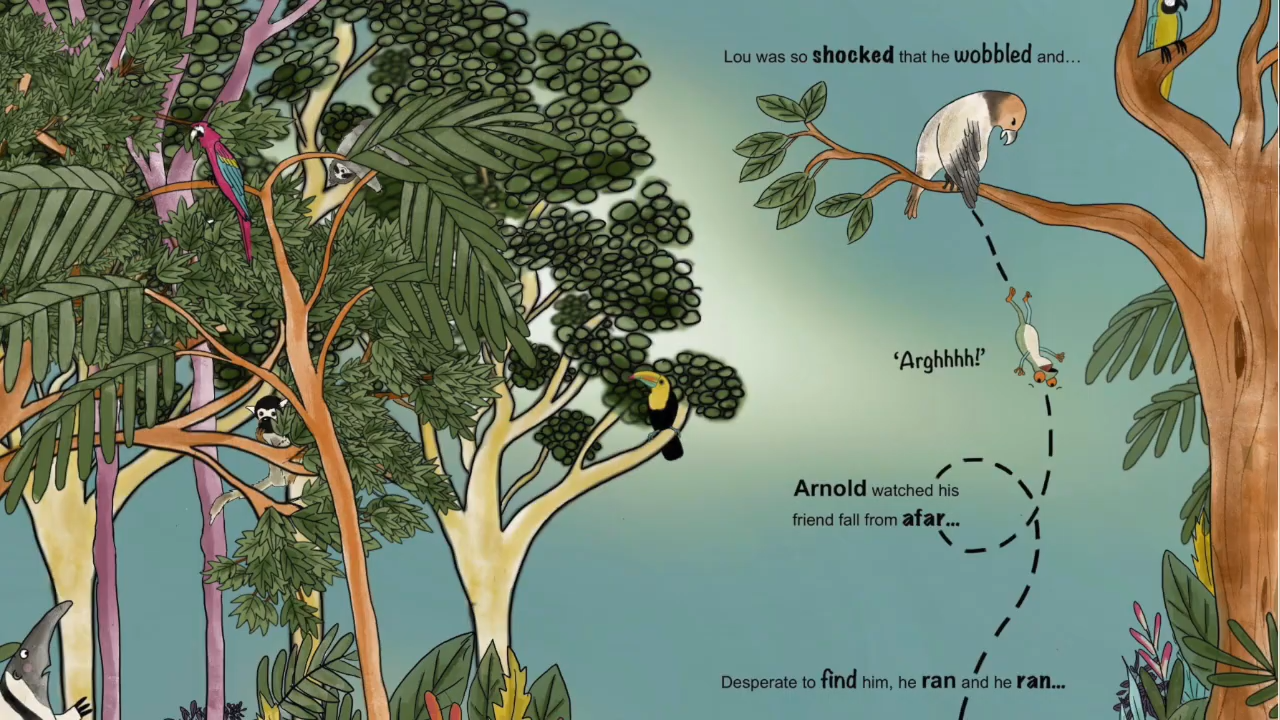 Lou was so shocked that he wobbled and...
'Arghhhh!'
Arnold watched his
friend fall from afar...
Desperate to find him, he ran and he ran...